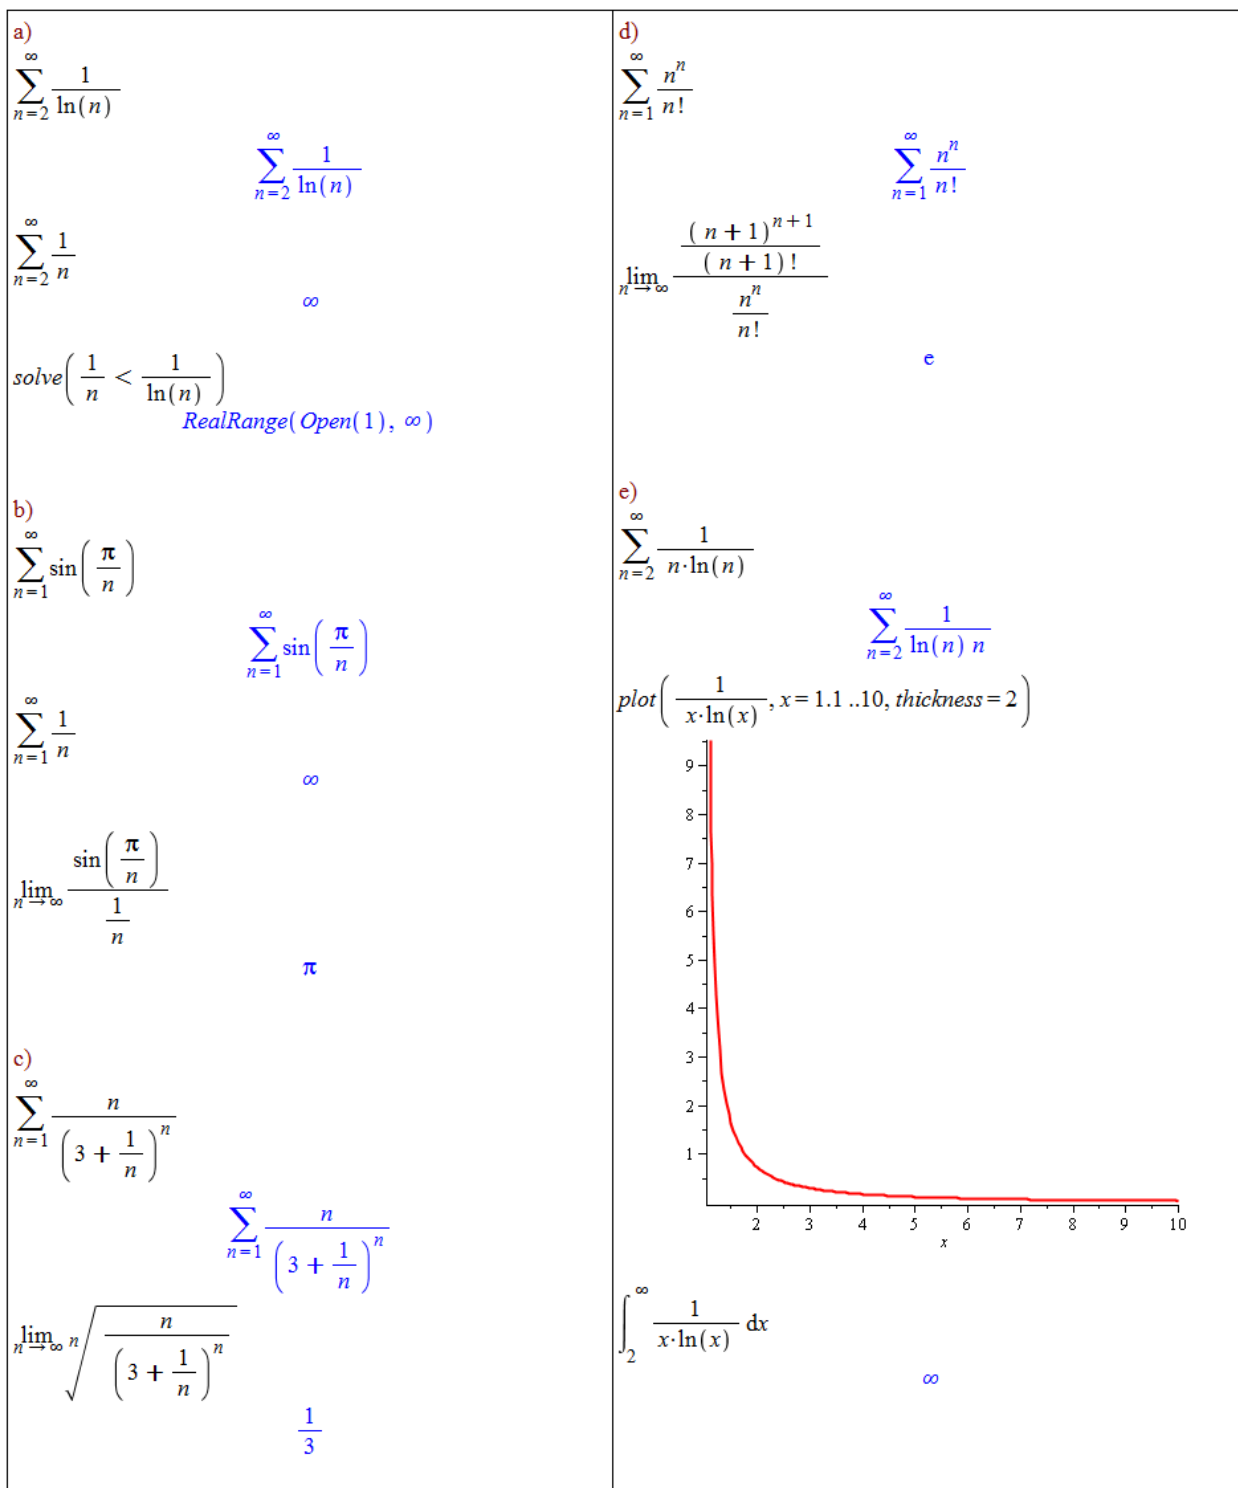 a)
∑_{n=2}^{∞} 1/ln(n)
∑_{n=2}^{∞} 1/ln(n)
∑_{n=2}^{∞} 1/n
∞
solve(1/n < 1/ln(n))
RealRange(Open(1), ∞)
b)
∑_{n=1}^{∞} sin(π/n)
∑_{n=1}^{∞} sin(π/n)
∑_{n=1}^{∞} 1/n
∞
lim_{n→∞} sin(π/n)/(1/n)
π
c)
∑_{n=1}^{∞} n/(3 + 1/n)^n
∑_{n=1}^{∞} n/(3 + 1/n)^n
lim_{n→∞} ⁿ√(n/(3 + 1/n)^n)
1/3
d)
∑_{n=1}^{∞} n^n/n!
∑_{n=1}^{∞} n^n/n!
lim_{n→∞} ((n+1)^{n+1}/(n+1)!)/(n^n/n!)
e
e)
∑_{n=2}^{∞} 1/(n·ln(n))
∑_{n=2}^{∞} 1/(ln(n) n)
plot(1/(x·ln(x)), x = 1.1 ..10, thickness = 2)
9
8
7
6
5
4
3
2
1
2 3 4 5 6 7 8 9 10
x
∫_{2}^{∞} 1/(x·ln(x)) dx
∞